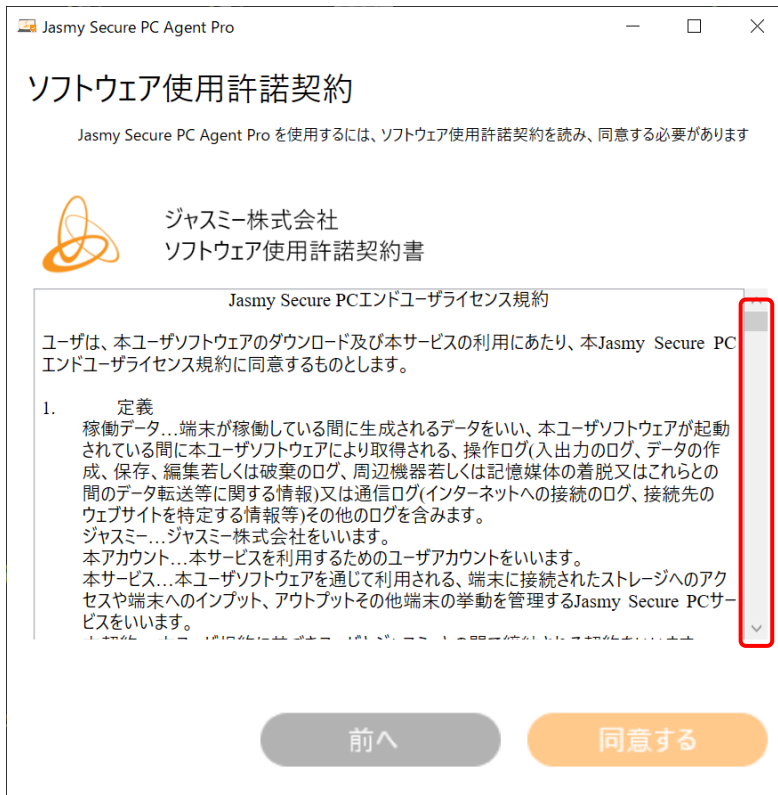 Jasmy Secure PC Agent Pro
ソフトウェア使用許諾契約
Jasmy Secure PC Agent Pro を使用するには、ソフトウェア使用許諾契約を読み、同意する必要があります
ジャスミー株式会社
ソフトウェア使用許諾契約書
Jasmy Secure PCエンドユーザライセンス規約
ユーザは、本ユーザソフトウェアのダウンロード及び本サービスの利用にあたり、本Jasmy Secure PC
エンドユーザライセンス規約に同意するものとします。
1. 定義
稼働データ…端末が稼働している間に生成されるデータをいい、本ユーザソフトウェアが起動
されている間に本ユーザソフトウェアにより取得される、操作ログ(入出力のログ、データの作
成、保存、編集若しくは破棄のログ、周辺機器若しくは記憶媒体の着脱又はこれらとの
間のデータ転送等に関する情報)又は通信ログ(インターネットへの接続のログ、接続先の
ウェブサイトを特定する情報等)その他のログを含みます。
ジャスミー…ジャスミー株式会社をいいます。
本アカウント…本サービスを利用するためのユーザアカウントをいいます。
本サービス…本ユーザソフトウェアを通じて利用される、端末に接続されたストレージへのアク
セスや端末へのインプット、アウトプットその他端末の挙動を管理するJasmy Secure PCサー
ビスをいいます。
前へ
同意する